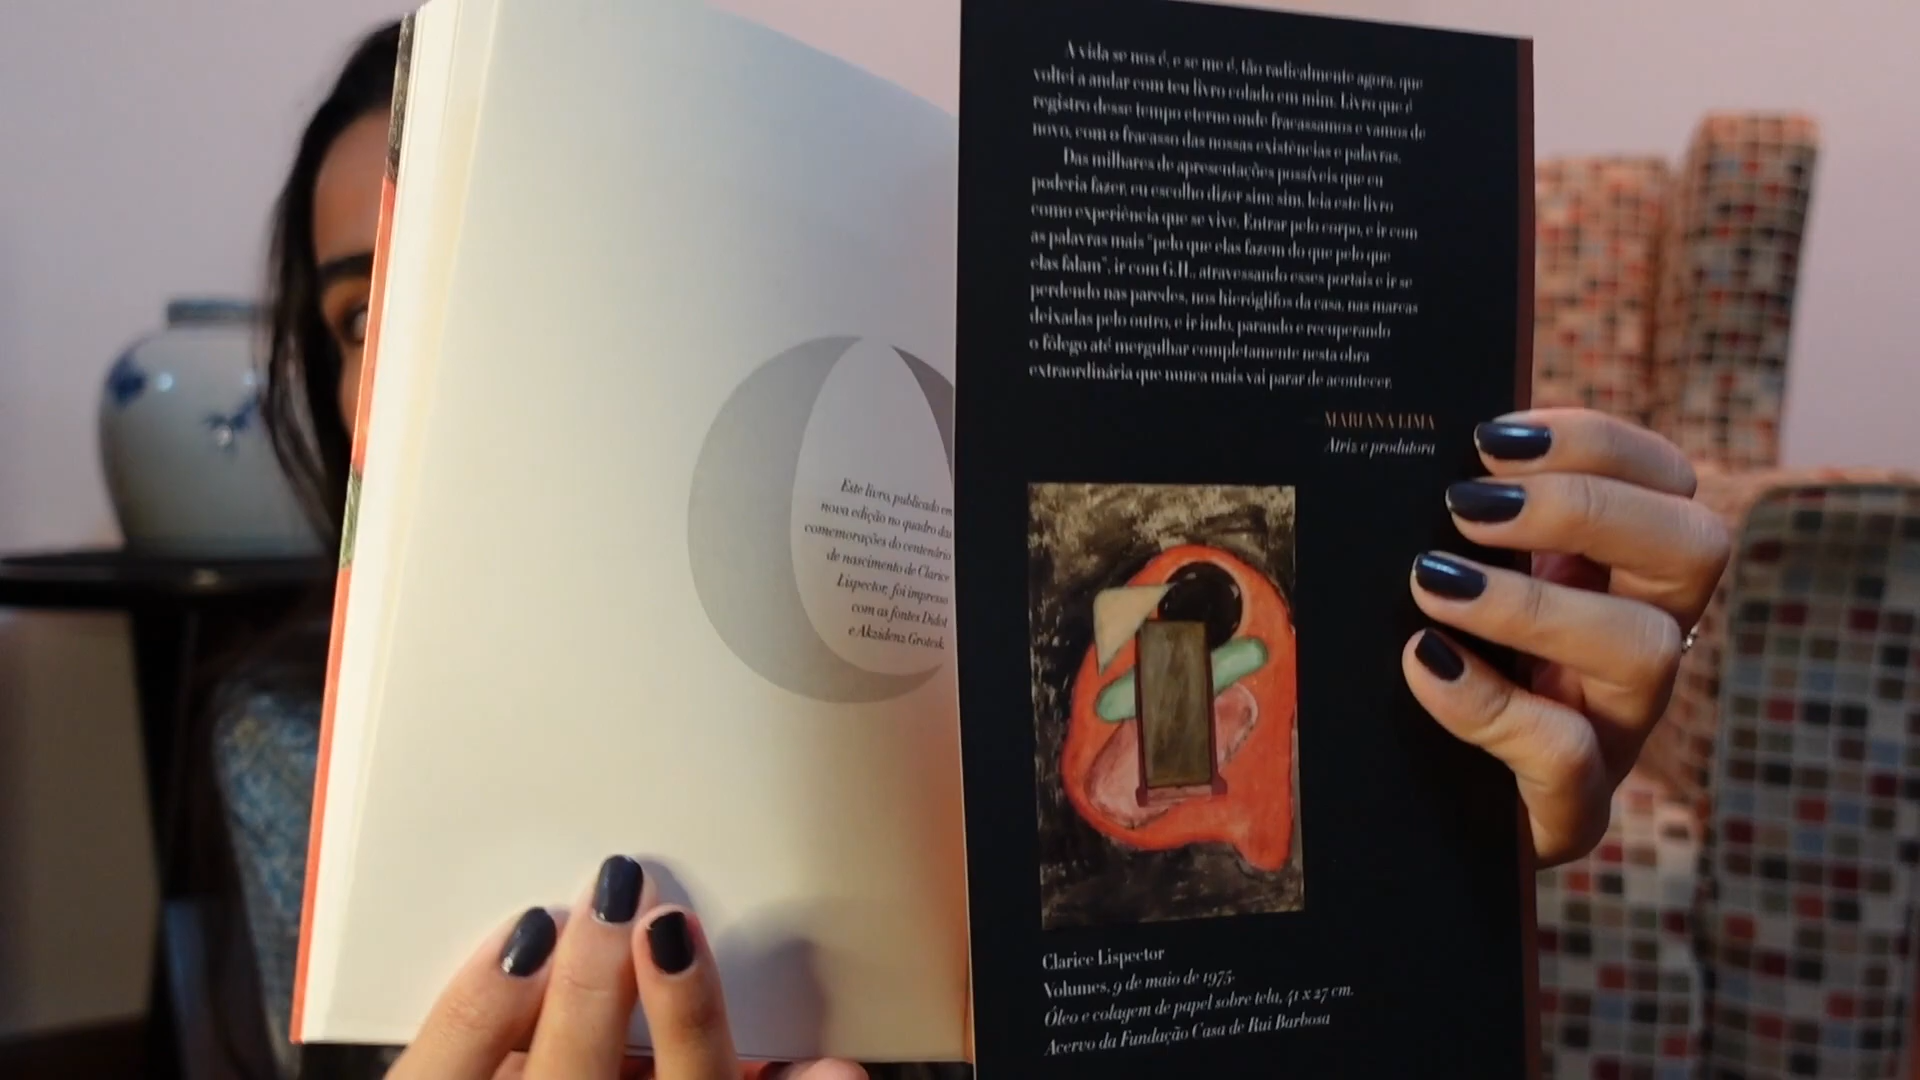 Este livro, publicado em
nova edição no quadro das
comemorações do centenário
de nascimento de Clarice
Lispector, foi impresso
com as fontes Didot
e Akzidenz Grotesk.
A vida se nos é, e se me é, tão radicalmente agora, que
voltei a andar com teu livro colado em mim. Livro que é
registro desse tempo eterno onde fracassamos e vamos de
novo, com o fracasso das nossas existências e palavras.
Das milhares de apresentações possíveis que eu
poderia fazer, eu escolho dizer sim: sim, leia este livro
como experiência que se vive. Entrar pelo corpo, e ir com
as palavras mais "pelo que elas fazem do que pelo que
elas falam", ir com G.H., atravessando esses portais e ir se
perdendo nas paredes, nos hieróglifos da casa, nas marcas
deixadas pelo outro, e ir indo, parando e recuperando
o fôlego até mergulhar completamente nesta obra
extraordinária que nunca mais vai parar de acontecer.
MARIANA LIMA
Atriz e produtora
Clarice Lispector
Volumes, 9 de maio de 1975.
Óleo e colagem de papel sobre tela, 41 x 27 cm.
Acervo da Fundação Casa de Rui Barbosa